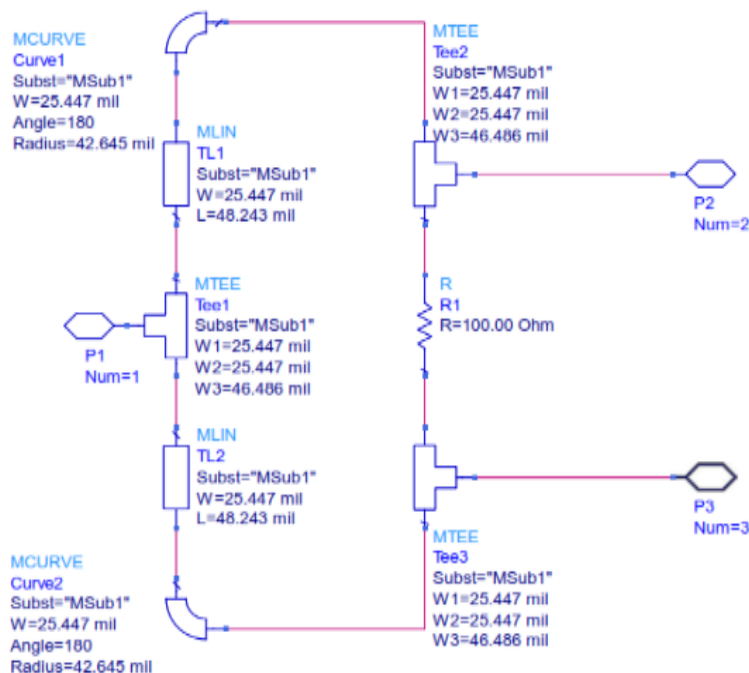 MCURVE
Curve1
Subst="MSub1"
W=25.447 mil
Angle=180
Radius=42.645 mil
MTEE
Tee2
Subst="MSub1"
W1=25.447 mil
W2=25.447 mil
W3=46.486 mil
MLIN
TL1
Subst="MSub1"
W=25.447 mil
L=48.243 mil
P2
Num=2
MTEE
Tee1
Subst="MSub1"
W1=25.447 mil
W2=25.447 mil
W3=46.486 mil
P1
Num=1
R
R1
R=100.00 Ohm
MLIN
TL2
Subst="MSub1"
W=25.447 mil
L=48.243 mil
P3
Num=3
MCURVE
Curve2
Subst="MSub1"
W=25.447 mil
Angle=180
Radius=42.645 mil
MTEE
Tee3
Subst="MSub1"
W1=25.447 mil
W2=25.447 mil
W3=46.486 mil